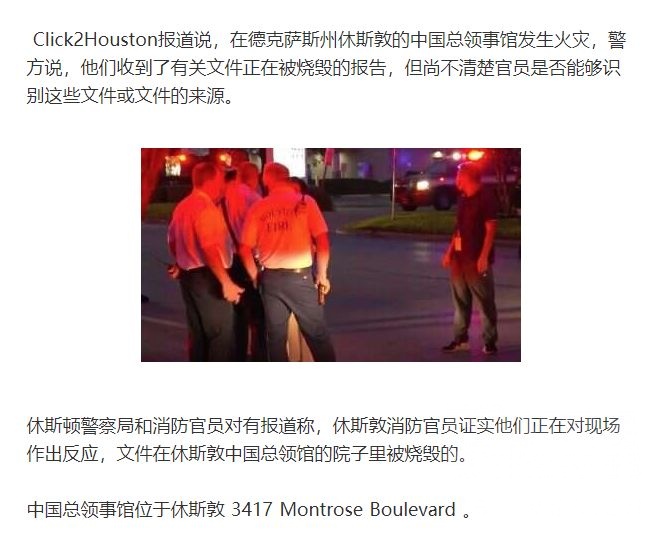 Click2Houston报道说，在德克萨斯州休斯敦的中国总领事馆发生火灾，警
方说，他们收到了有关文件正在被烧毁的报告，但尚不清楚官员是否能够识
别这些文件或文件的来源。
HOUSTON
FIRE
休斯顿警察局和消防官员对有报道称，休斯敦消防官员证实他们正在对现场
作出反应，文件在休斯敦中国总领馆的院子里被烧毁的。
中国总领事馆位于休斯敦 3417 Montrose Boulevard 。